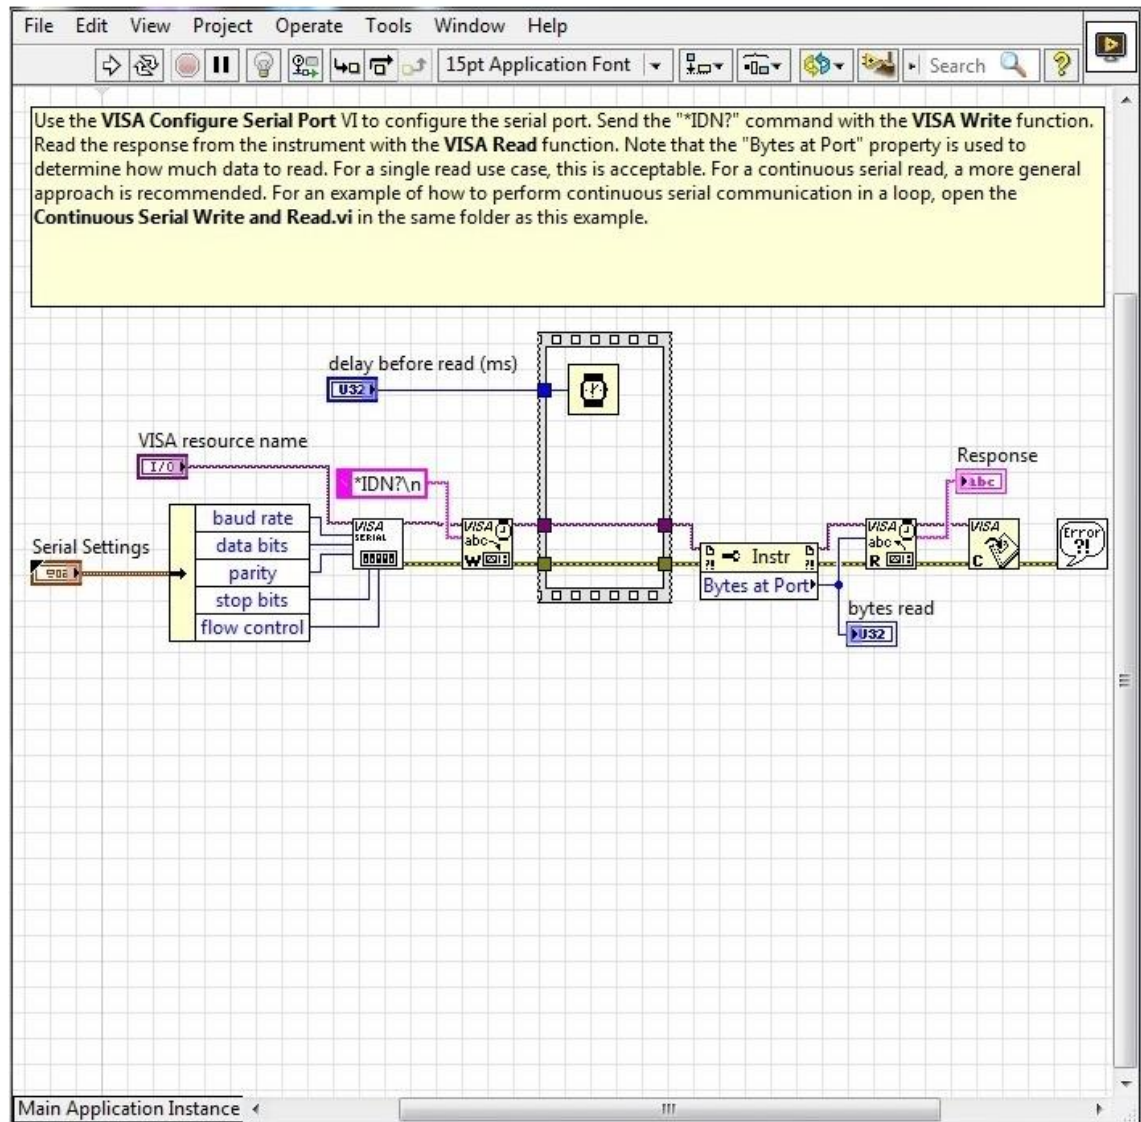 File Edit View Project Operate Tools Window Help
15pt Application Font Search
Use the VISA Configure Serial Port VI to configure the serial port. Send the "*IDN?" command with the VISA Write function.
Read the response from the instrument with the VISA Read function. Note that the "Bytes at Port" property is used to
determine how much data to read. For a single read use case, this is acceptable. For a continuous serial read, a more general
approach is recommended. For an example of how to perform continuous serial communication in a loop, open the
Continuous Serial Write and Read.vi in the same folder as this example.
delay before read (ms)
U32
VISA resource name
I/O
*IDN?\n
Response
abc
Serial Settings
baud rate
data bits
parity
stop bits
flow control
VISA
SERIAL
VISA
abc
W
Instr
Bytes at Port
VISA
abc
R
VISA
C
Error
?!
bytes read
U32
Main Application Instance